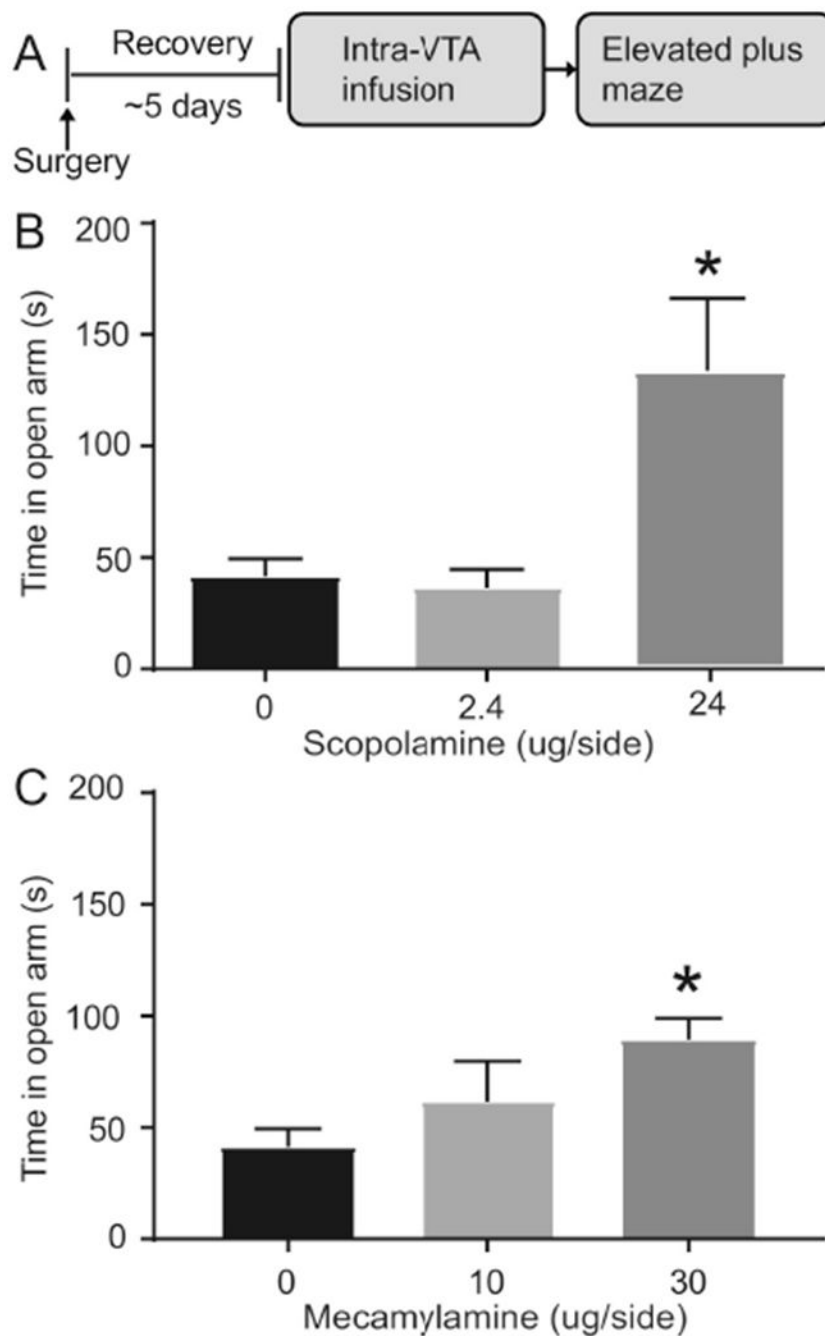 A
Recovery
~5 days
Surgery
Intra-VTA
infusion
Elevated plus
maze
B
Time in open arm (s)
200
150
100
50
0
*
0
2.4
24
Scopolamine (ug/side)
C
Time in open arm (s)
200
150
100
50
0
*
0
10
30
Mecamylamine (ug/side)